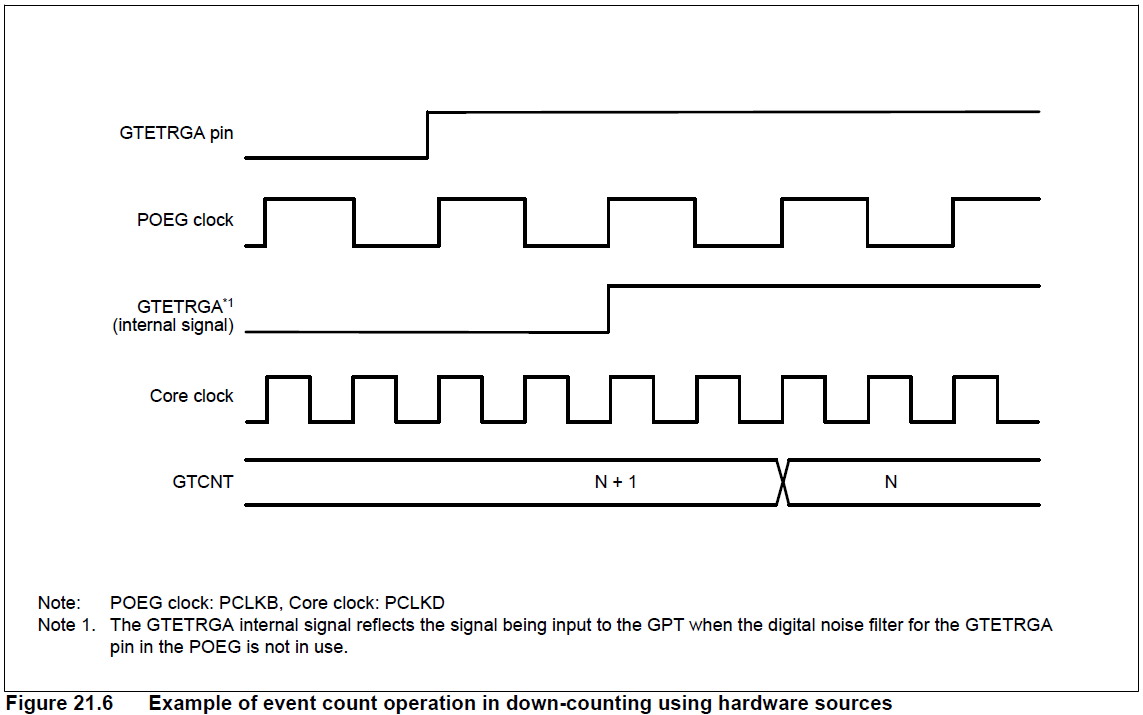 GTETRGA pin
POEG clock
GTETRGA*1
(internal signal)
Core clock
GTCNT N + 1 N
Note: POEG clock: PCLKB, Core clock: PCLKD
Note 1. The GTETRGA internal signal reflects the signal being input to the GPT when the digital noise filter for the GTETRGA
pin in the POEG is not in use.
Figure 21.6 Example of event count operation in down-counting using hardware sources